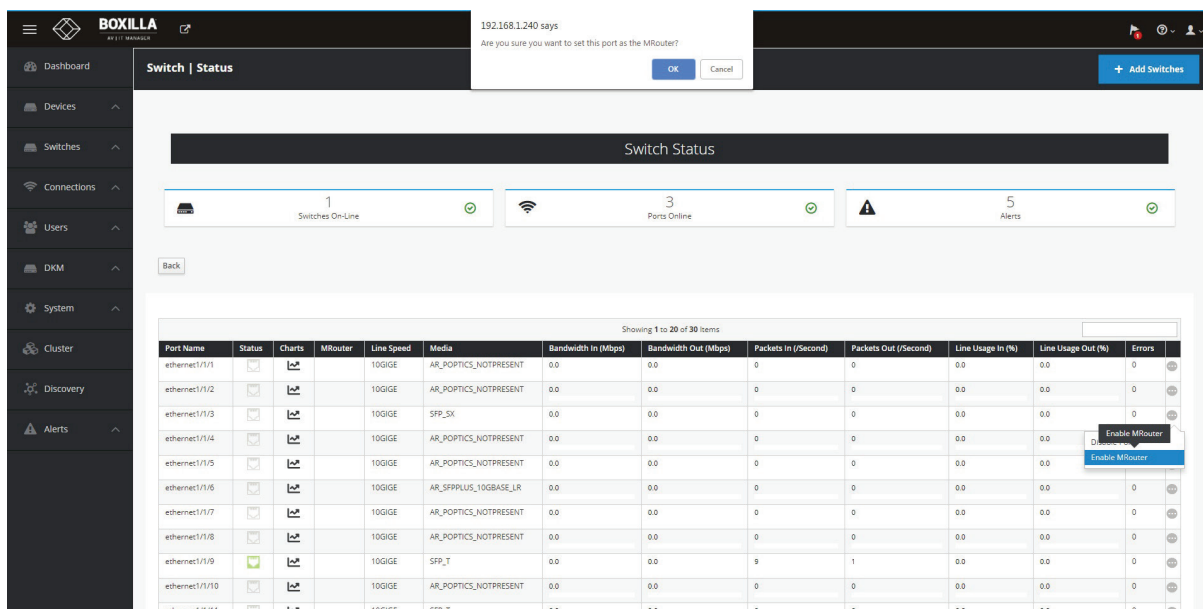 BOXILLA
AV | IT MANAGER
192.168.1.240 says
Are you sure you want to set this port as the MRouter?
OK Cancel
1
Switch | Status
+ Add Switches
Dashboard
Devices
Switches
Connections
Users
DKM
System
Cluster
Discovery
Alerts
Switch Status
1
Switches On-Line
3
Ports Online
5
Alerts
Back
Showing 1 to 20 of 30 Items
Port Name Status Charts MRouter Line Speed Media Bandwidth In (Mbps) Bandwidth Out (Mbps) Packets In (/Second) Packets Out (/Second) Line Usage In (%) Line Usage Out (%) Errors
ethernet1/1/1 10GIGE AR_POPTICS_NOTPRESENT 0.0 0.0 0 0 0.0 0.0 0
ethernet1/1/2 10GIGE AR_POPTICS_NOTPRESENT 0.0 0.0 0 0 0.0 0.0 0
ethernet1/1/3 10GIGE SFP_SX 0.0 0.0 0 0 0.0 0.0 0
ethernet1/1/4 10GIGE AR_POPTICS_NOTPRESENT 0.0 0.0 0 0 0.0 0.0
Enable MRouter
Enable MRouter
ethernet1/1/5 10GIGE AR_POPTICS_NOTPRESENT 0.0 0.0 0 0 0.0 0.0
ethernet1/1/6 10GIGE AR_SFPPLUS_10GBASE_LR 0.0 0.0 0 0 0.0 0.0 0
ethernet1/1/7 10GIGE AR_POPTICS_NOTPRESENT 0.0 0.0 0 0 0.0 0.0 0
ethernet1/1/8 10GIGE AR_POPTICS_NOTPRESENT 0.0 0.0 0 0 0.0 0.0 0
ethernet1/1/9 10GIGE SFP_T 0.0 0.0 9 1 0.0 0.0 0
ethernet1/1/10 10GIGE AR_POPTICS_NOTPRESENT 0.0 0.0 0 0 0.0 0.0 0